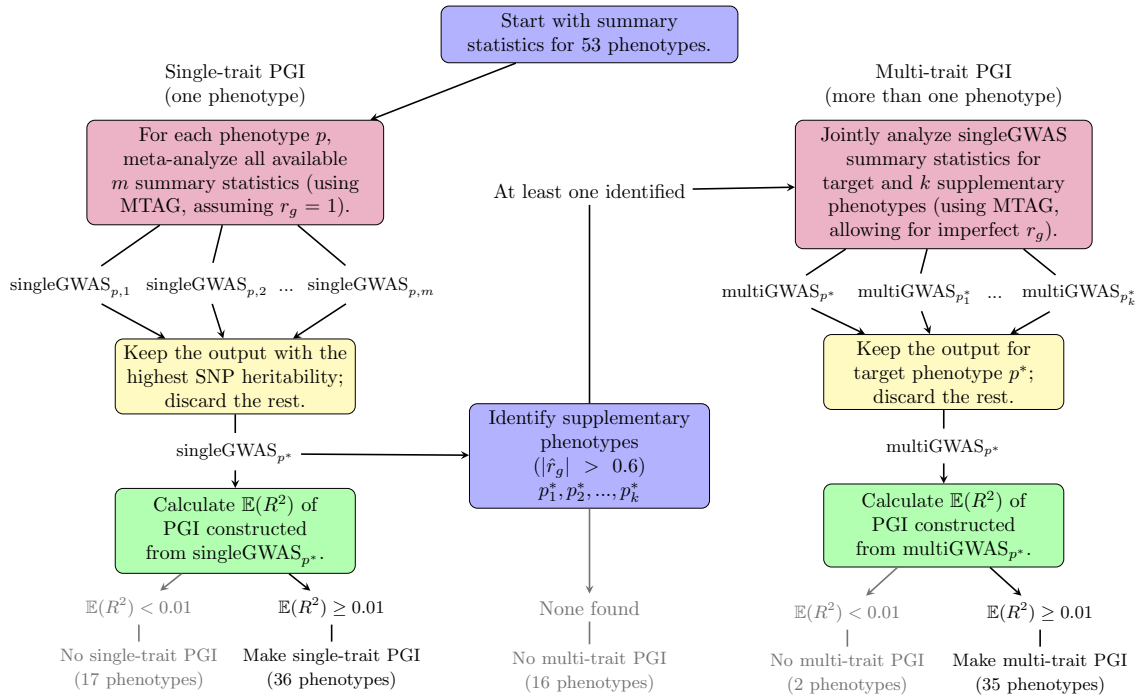 Start with summary
statistics for 53 phenotypes.
Single-trait PGI
(one phenotype)
For each phenotype p,
meta-analyze all available
m summary statistics (using
MTAG, assuming r_g = 1).
singleGWAS_{p,1} singleGWAS_{p,2} ... singleGWAS_{p,m}
Keep the output with the
highest SNP heritability;
discard the rest.
singleGWAS_{p*}
Calculate 𝔼(R²) of
PGI constructed
from singleGWAS_{p*}.
𝔼(R²) < 0.01
No single-trait PGI
(17 phenotypes)
𝔼(R²) ≥ 0.01
Make single-trait PGI
(36 phenotypes)
At least one identified
Identify supplementary
phenotypes
(|r̂_g| > 0.6)
p₁*, p₂*, ..., p_k*
None found
No multi-trait PGI
(16 phenotypes)
Multi-trait PGI
(more than one phenotype)
Jointly analyze singleGWAS
summary statistics for
target and k supplementary
phenotypes (using MTAG,
allowing for imperfect r_g).
multiGWAS_{p*} multiGWAS_{p₁*} ... multiGWAS_{p_k*}
Keep the output for
target phenotype p*;
discard the rest.
multiGWAS_{p*}
Calculate 𝔼(R²) of
PGI constructed
from multiGWAS_{p*}.
𝔼(R²) < 0.01
No multi-trait PGI
(2 phenotypes)
𝔼(R²) ≥ 0.01
Make multi-trait PGI
(35 phenotypes)